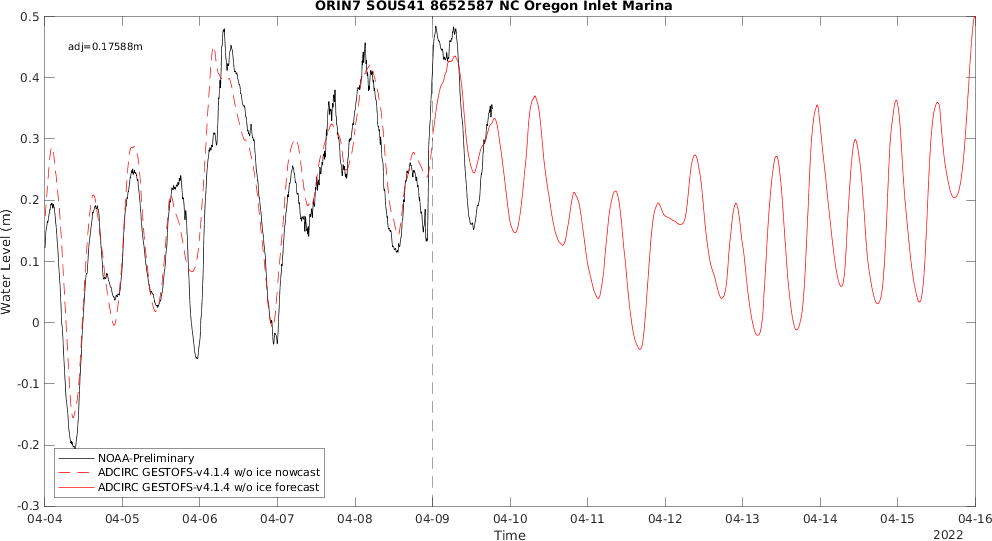 ORIN7 SOUS41 8652587 NC Oregon Inlet Marina
adj=0.17588m
0.5
0.4
0.3
0.2
0.1
0
-0.1
-0.2
-0.3
Water Level (m)
NOAA-Preliminary
ADCIRC GESTOFS-v4.1.4 w/o ice nowcast
ADCIRC GESTOFS-v4.1.4 w/o ice forecast
04-04 04-05 04-06 04-07 04-08 04-09 04-10 04-11 04-12 04-13 04-14 04-15 04-16
Time
2022